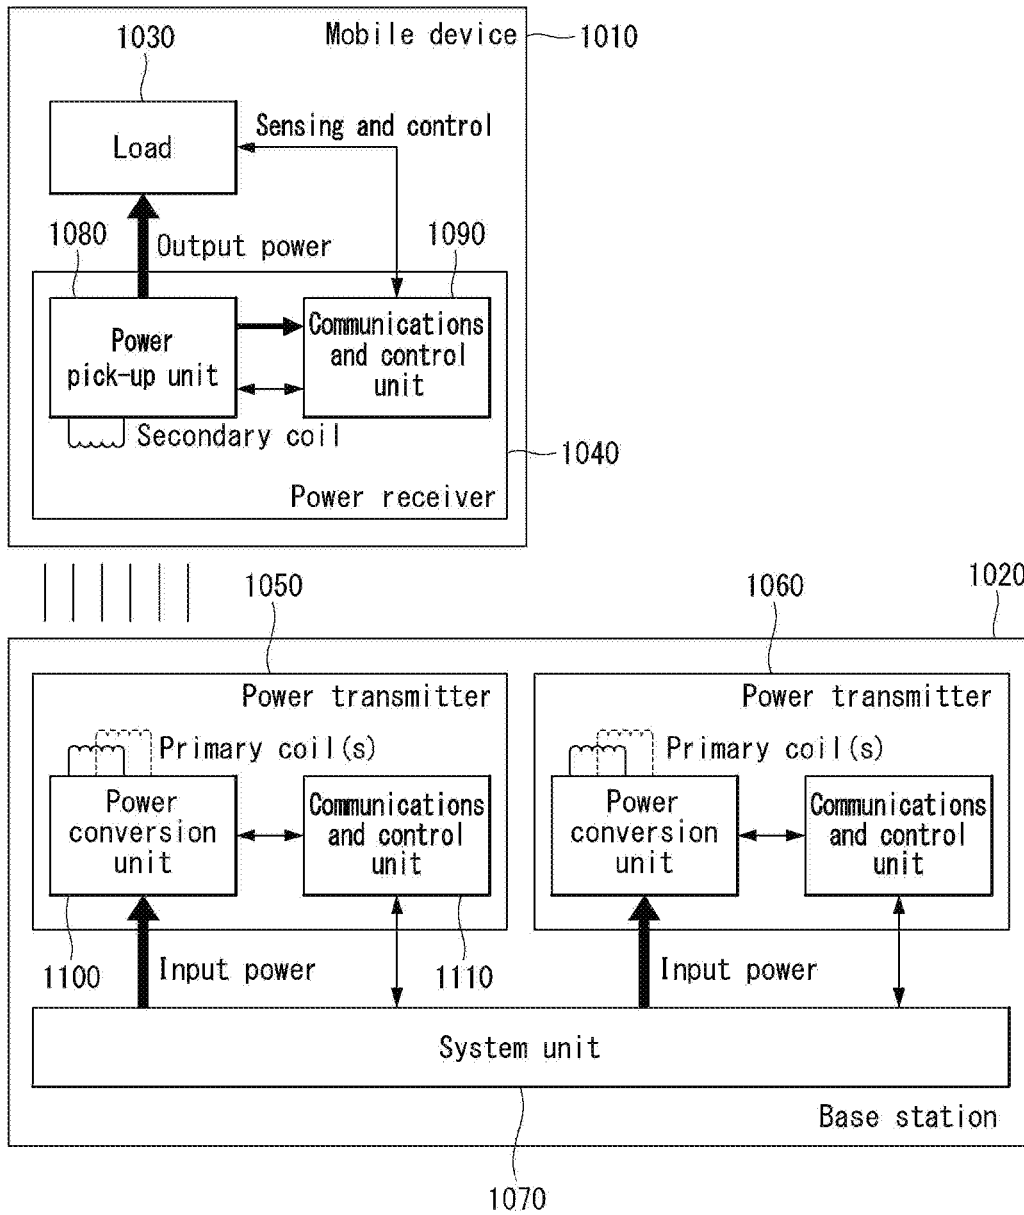 Mobile device
1010
1030
Load
Sensing and control
1080
Output power
1090
Power
pick-up unit
Communications
and control
unit
Secondary coil
1040
Power receiver
1050
1060
1020
Power transmitter
Primary coil(s)
Power
conversion
unit
Communications
and control
unit
1100
Input power
1110
Power transmitter
Primary coil(s)
Power
conversion
unit
Communications
and control
unit
Input power
System unit
Base station
1070